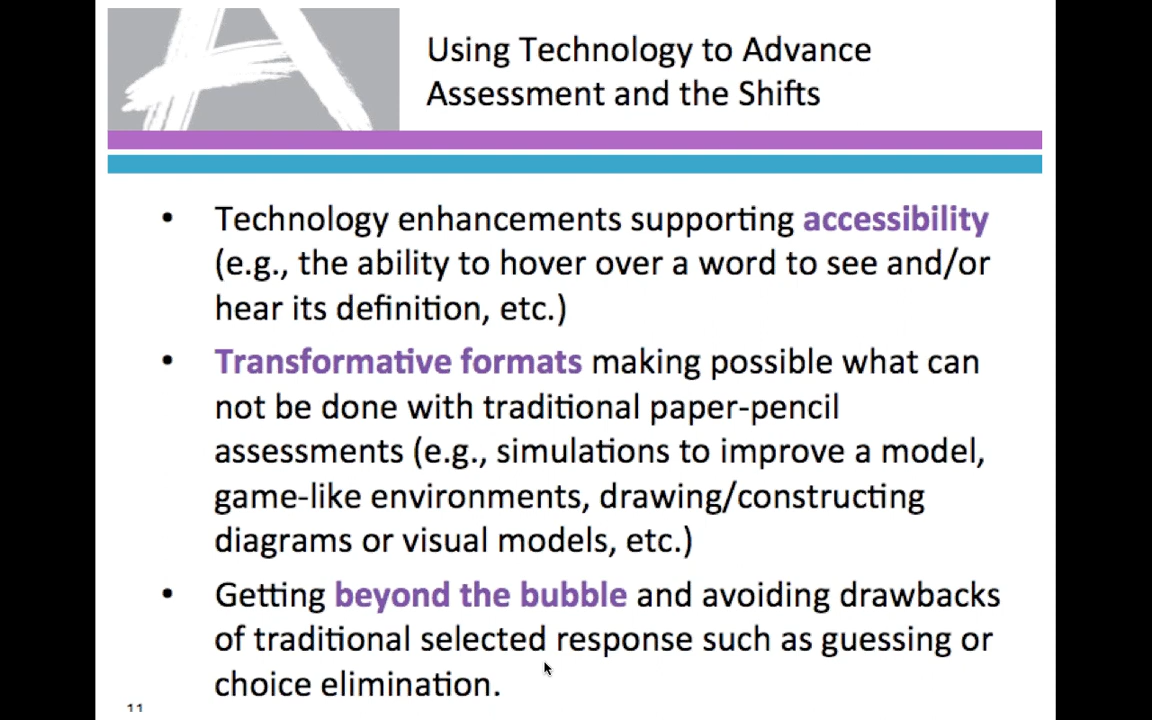 Using Technology to Advance
Assessment and the Shifts
• Technology enhancements supporting accessibility
(e.g., the ability to hover over a word to see and/or
hear its definition, etc.)
• Transformative formats making possible what can
not be done with traditional paper-pencil
assessments (e.g., simulations to improve a model,
game-like environments, drawing/constructing
diagrams or visual models, etc.)
• Getting beyond the bubble and avoiding drawbacks
of traditional selected response such as guessing or
choice elimination.
11